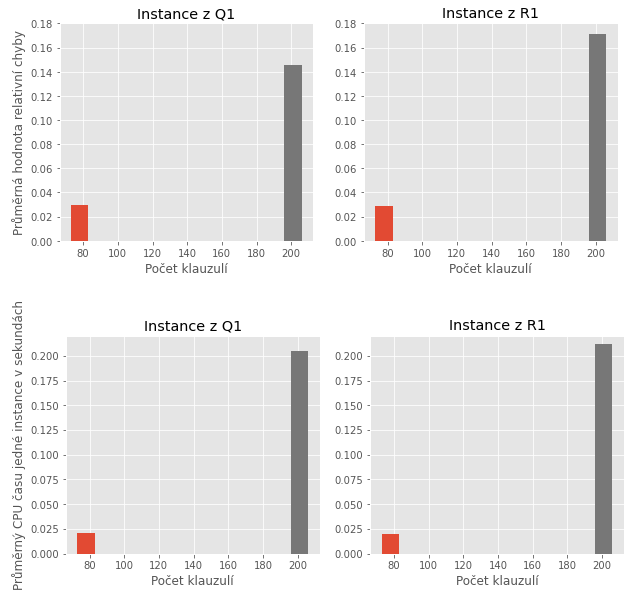 Instance z Q1
Instance z R1
Průměrná hodnota relativní chyby
0.18
0.16
0.14
0.12
0.10
0.08
0.06
0.04
0.02
0.00
80 100 120 140 160 180 200
Počet klauzulí
0.18
0.16
0.14
0.12
0.10
0.08
0.06
0.04
0.02
0.00
80 100 120 140 160 180 200
Počet klauzulí
Instance z Q1
Instance z R1
Průměrný CPU času jedné instance v sekundách
0.200
0.175
0.150
0.125
0.100
0.075
0.050
0.025
0.000
80 100 120 140 160 180 200
Počet klauzulí
0.200
0.175
0.150
0.125
0.100
0.075
0.050
0.025
0.000
80 100 120 140 160 180 200
Počet klauzulí